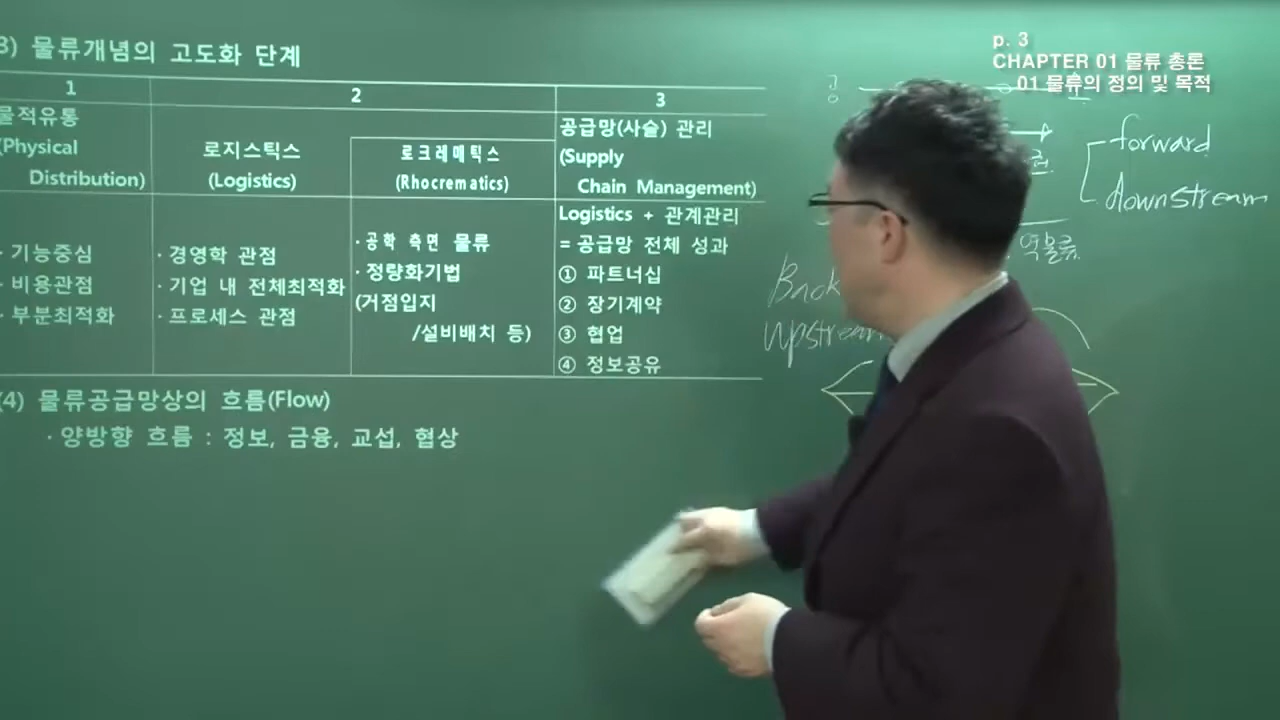 p. 3
CHAPTER 01 물류 총론
01 물류의 정의 및 목적
3) 물류개념의 고도화 단계
1
2
3
물적유통
(Physical
Distribution)
로지스틱스
(Logistics)
로크레매틱스
(Rhocrematics)
공급망(사슬) 관리
(Supply
Chain Management)
· 기능중심
· 비용관점
· 부분최적화
· 경영학 관점
· 기업 내 전체최적화
· 프로세스 관점
· 공학 측면 물류
· 정량화기법
(거점입지
/설비배치 등)
Logistics + 관계관리
= 공급망 전체 성과
① 파트너십
② 장기계약
③ 협업
④ 정보공유
(4) 물류공급망상의 흐름(Flow)
· 양방향 흐름 : 정보, 금융, 교섭, 협상
forward
downstream
역물류
Back
upstream